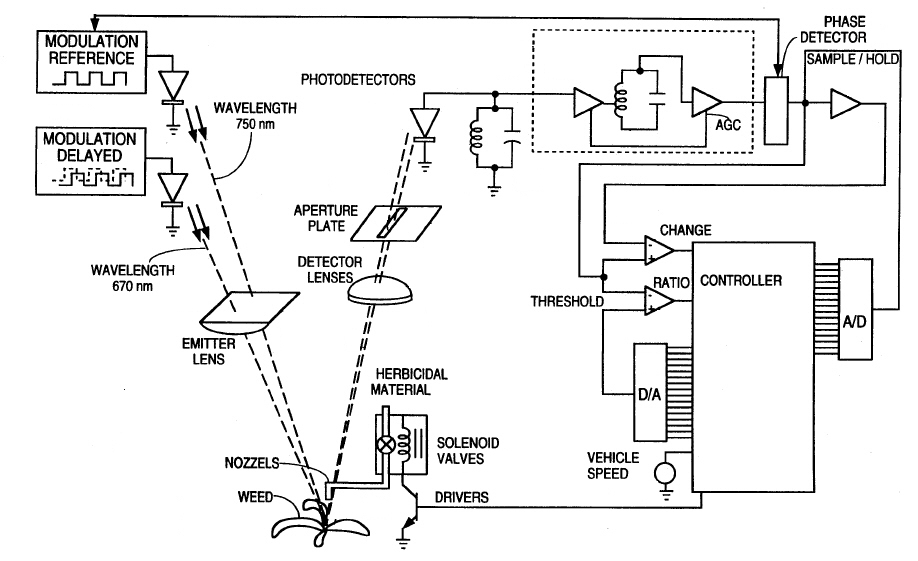 MODULATION
REFERENCE
PHASE
DETECTOR
SAMPLE / HOLD
PHOTODETECTORS
WAVELENGTH
750 nm
AGC
MODULATION
DELAYED
APERTURE
PLATE
CHANGE
DETECTOR
LENSES
WAVELENGTH
670 nm
RATIO
CONTROLLER
THRESHOLD
A/D
EMITTER
LENS
HERBICIDAL
MATERIAL
D/A
SOLENOID
VALVES
VEHICLE
SPEED
NOZZELS
WEED
DRIVERS
- +
- +